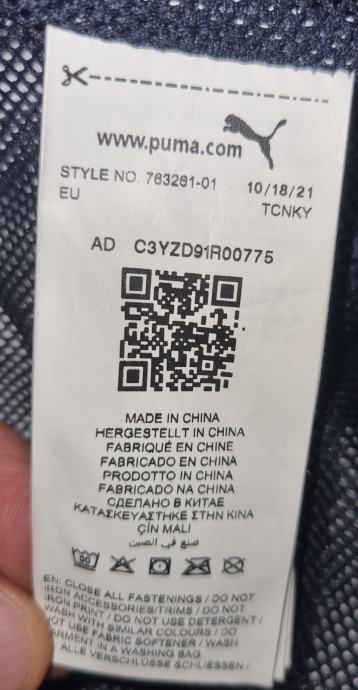 www.puma.com
STYLE NO. 763261-01 10/18/21
EU TCNKY
AD C3YZD91R00775
MADE IN CHINA
HERGESTELLT IN CHINA
FABRIQUÉ EN CHINE
FABRICADO EN CHINA
PRODOTTO IN CHINA
FABRICADO NA CHINA
СДЕЛАНО В КИТАЕ
ΚΑΤΑΣΚΕΥΑΣΤΗΚΕ ΣΤΗΝ ΚΙΝΑ
ÇİN MALI
صنع في الصين
30
EN: CLOSE ALL FASTENINGS / DO NOT
IRON ACCESSORIES/TRIMS / DO NOT
IRON PRINT / DO NOT USE DETERGENT /
WASH WITH SIMILAR COLOURS / DO
NOT USE FABRIC SOFTENER / WASH
GARMENT IN A WASHING BAG
ALLE VERSCHLÜSSE SCHLIESSEN /